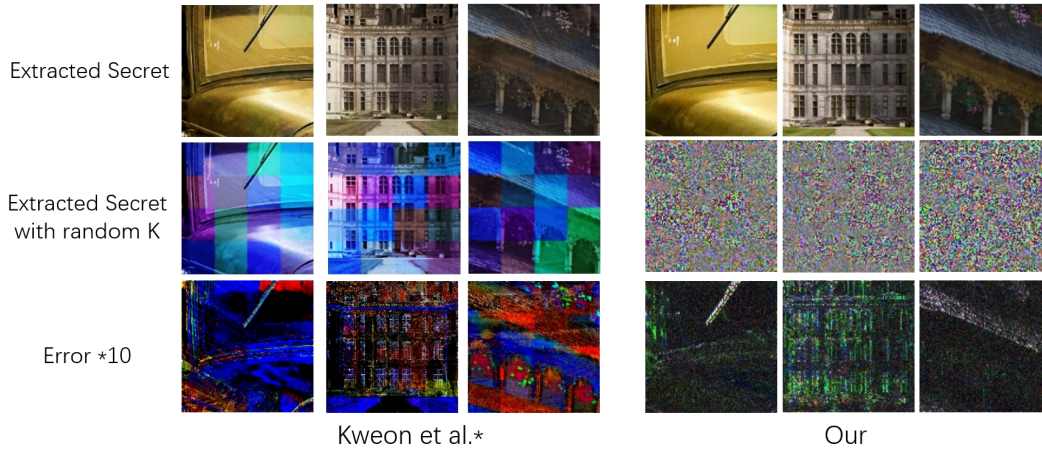 Extracted Secret
Extracted Secret
with random K
Error *10
Kweon et al.*
Our